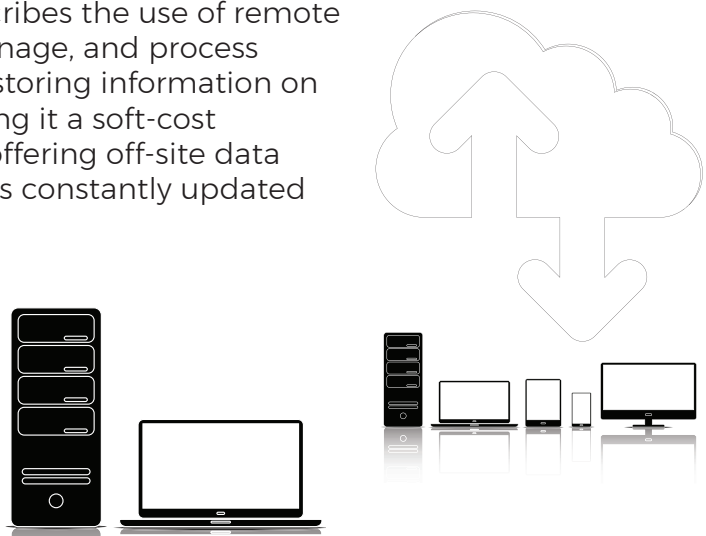 ribes the use of remote
nage, and process
storing information on
ng it a soft-cost
offering off-site data
s constantly updated